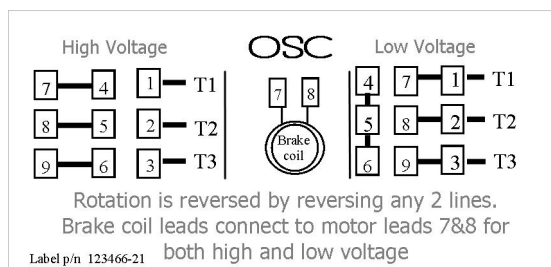 High Voltage OSC Low Voltage
7 4 1 T1 7 8 4 7 1 T1
8 5 2 T2 Brake coil 5 8 2 T2
9 6 3 T3 6 9 3 T3
Rotation is reversed by reversing any 2 lines.
Brake coil leads connect to motor leads 7&8 for
both high and low voltage
Label p/n 123466-21